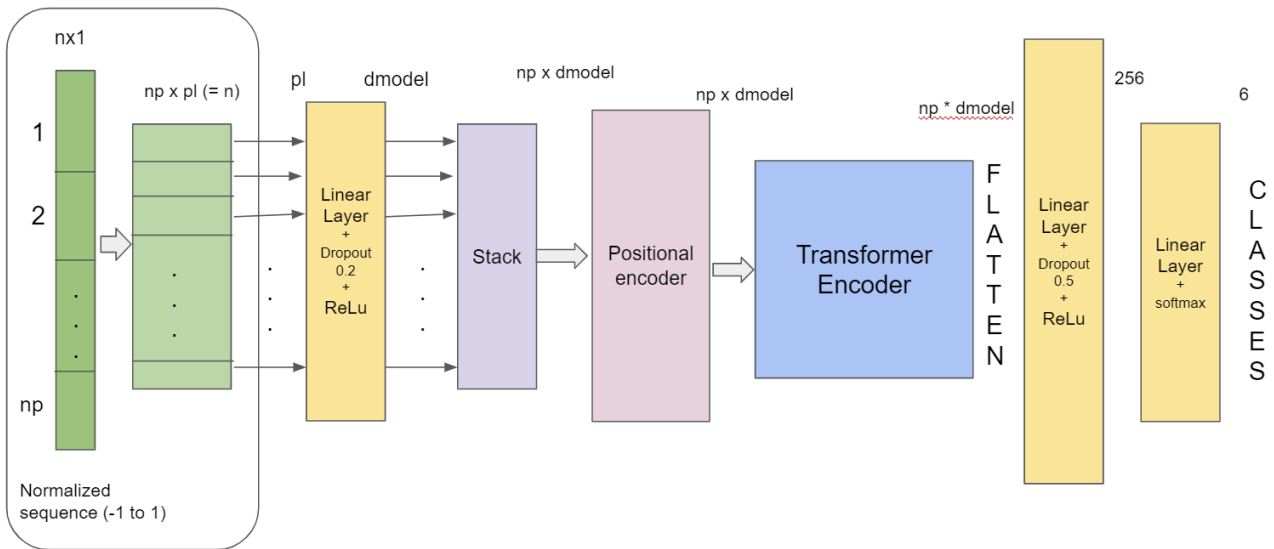 nx1
1
2
.
.
.
np
Normalized
sequence (-1 to 1)
np x pl (= n)
.
.
.
pl
.
.
.
Linear
Layer
+
Dropout
0.2
+
ReLu
dmodel
.
.
.
Stack
np x dmodel
Positional
encoder
np x dmodel
Transformer
Encoder
np * dmodel
F
L
A
T
T
E
N
Linear
Layer
+
Dropout
0.5
+
ReLu
256
Linear
Layer
+
softmax
6
C
L
A
S
S
E
S